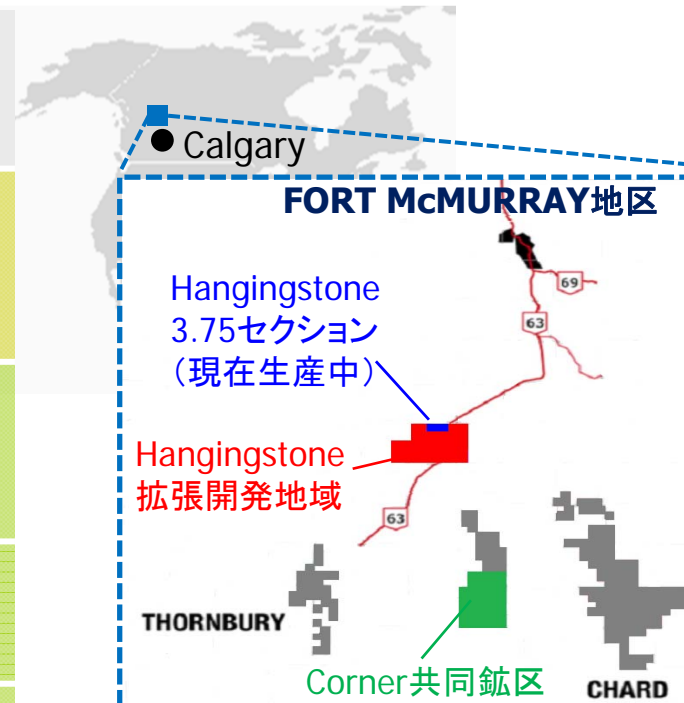 Calgary
FORT McMURRAY地区
69
Hangingstone
3.75セクション
（現在生産中）
63
Hangingstone
拡張開発地域
63
THORNBURY
Corner共同鉱区
CHARD